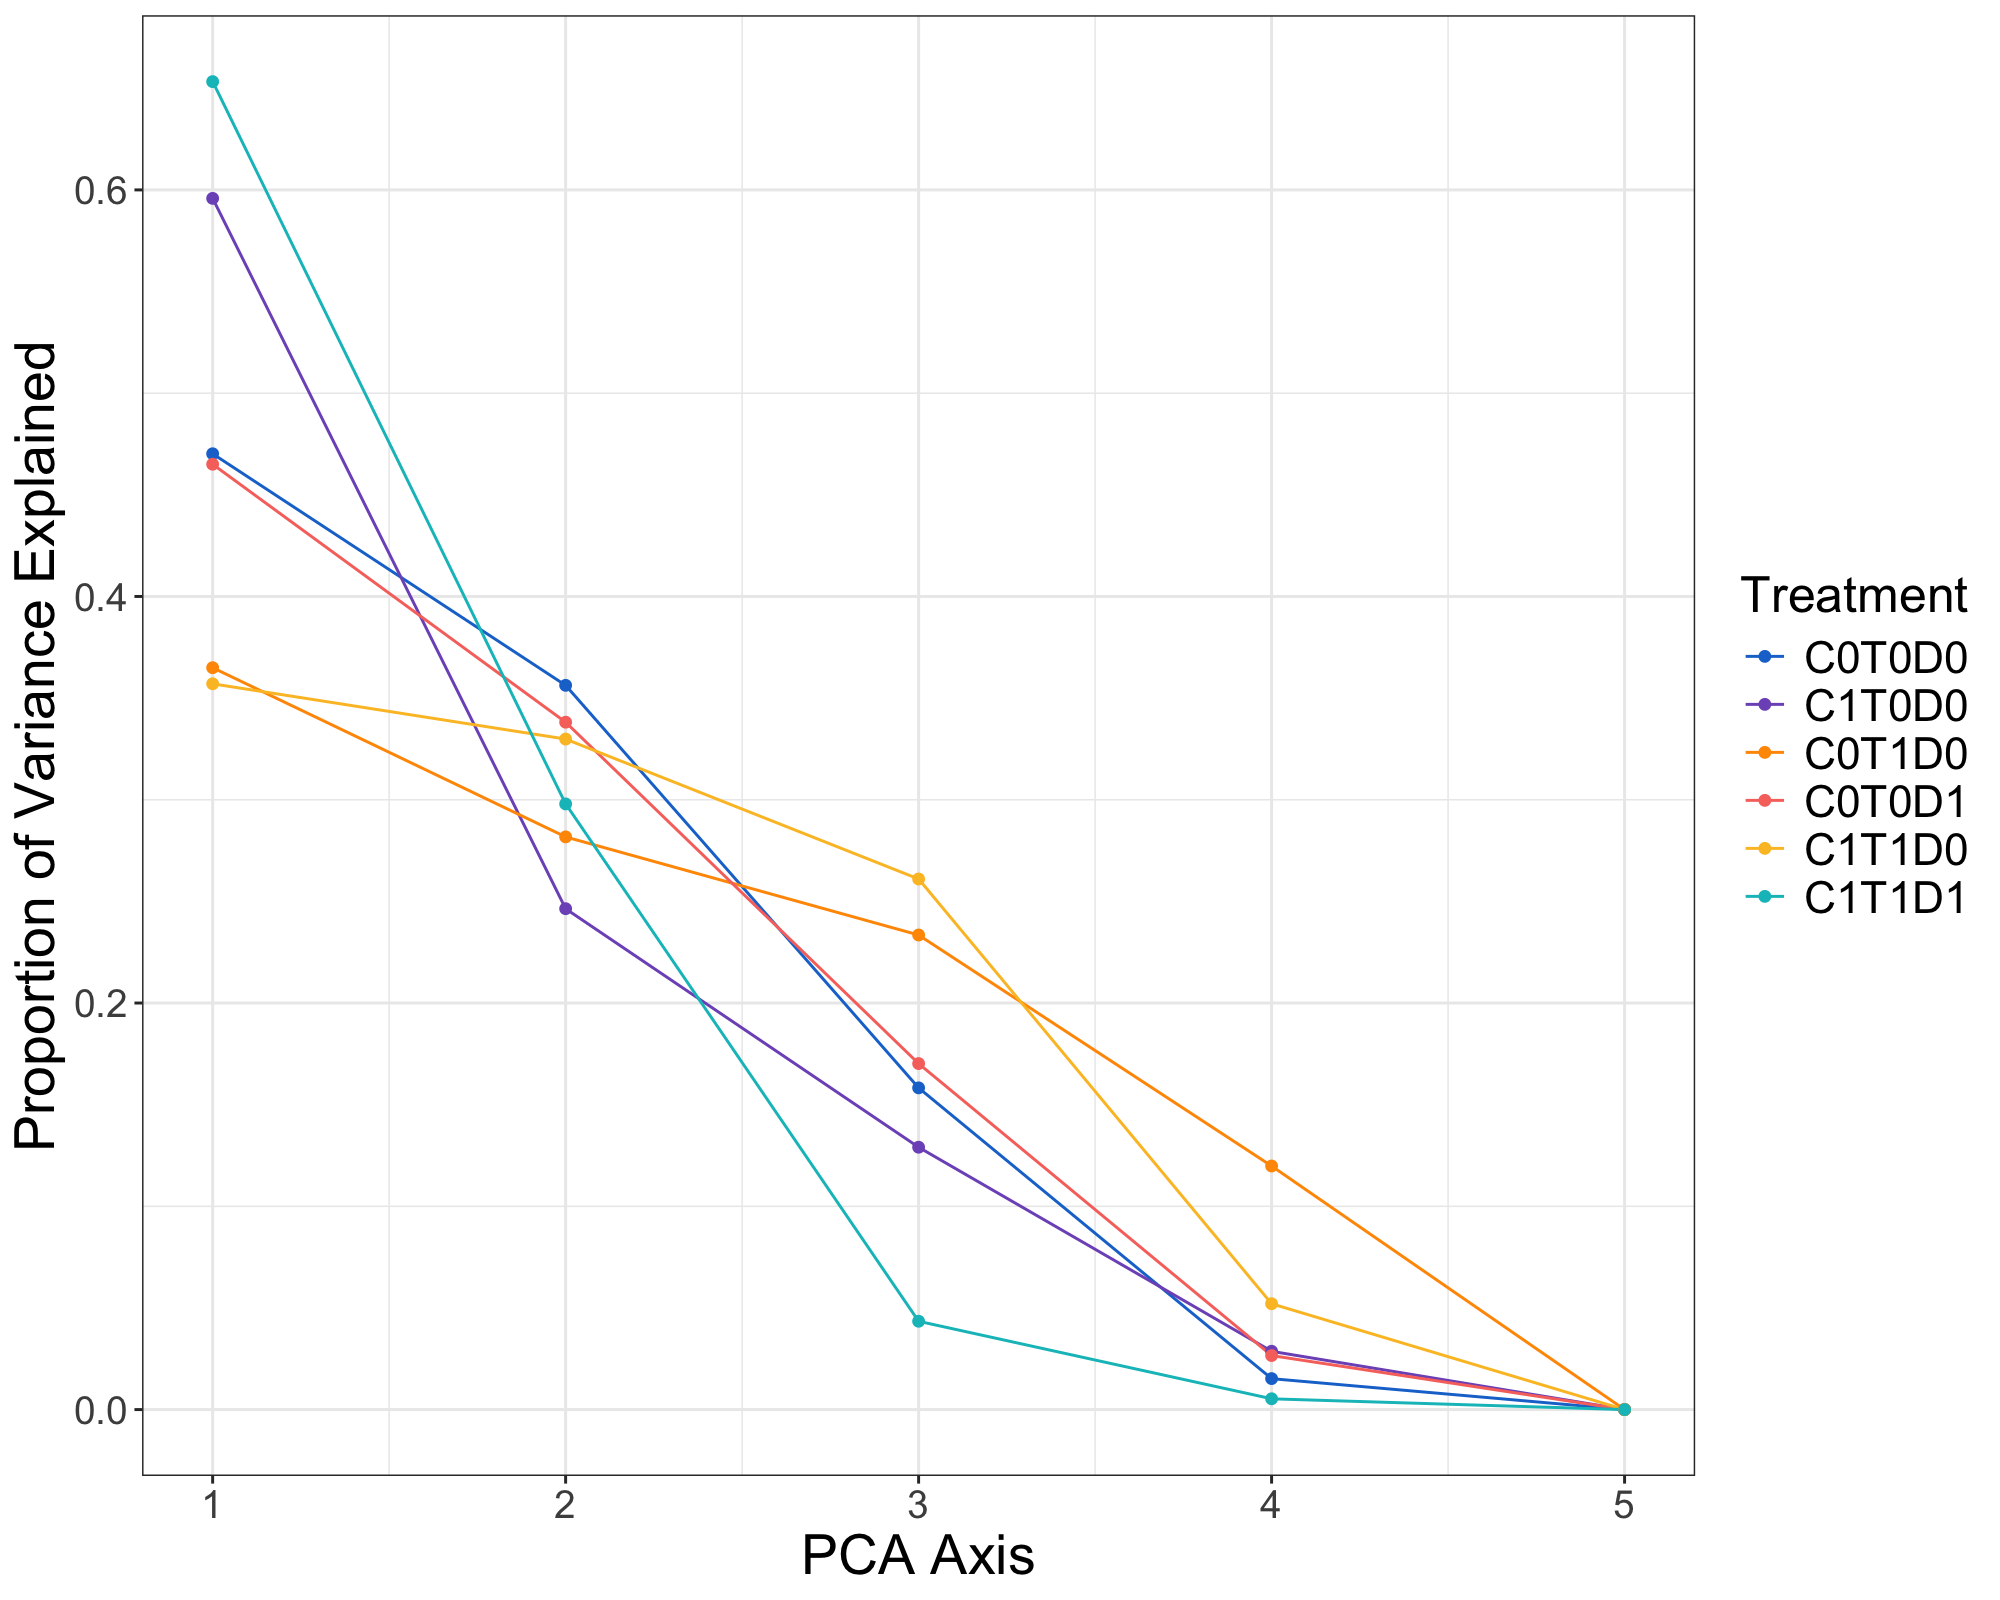 Proportion of Variance Explained
0.6
0.4
0.2
0.0
1 2 3 4 5
PCA Axis
Treatment
C0T0D0
C1T0D0
C0T1D0
C0T0D1
C1T1D0
C1T1D1